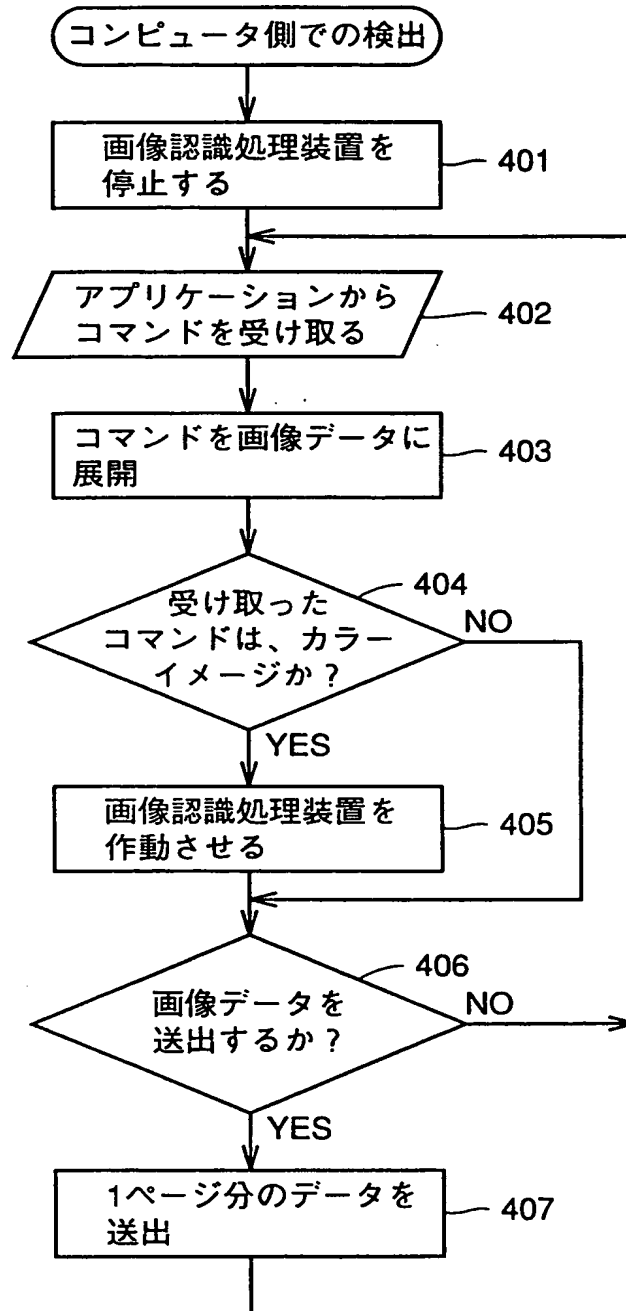 コンピュータ側での検出
画像認識処理装置を
停止する
401
アプリケーションから
コマンドを受け取る
402
コマンドを画像データに
展開
403
404
受け取った
コマンドは、カラー
イメージか？
NO
YES
画像認識処理装置を
作動させる
405
406
画像データを
送出するか？
NO
YES
1ページ分のデータを
送出
407